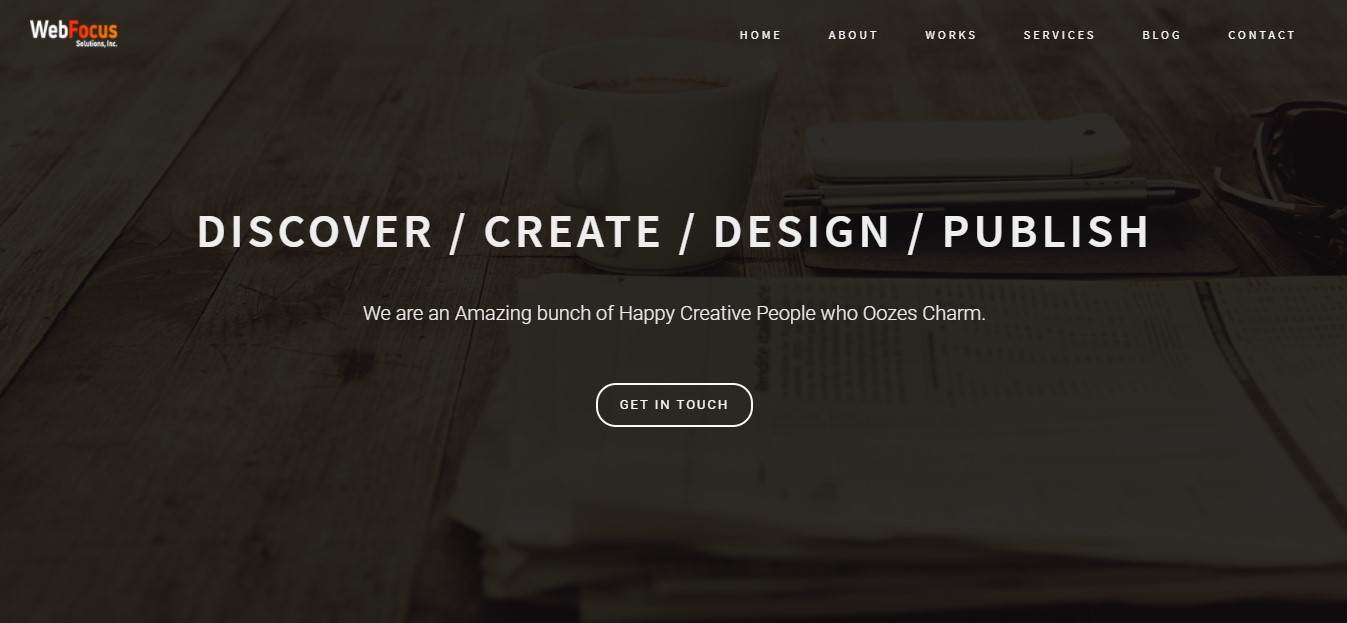 WebFocus
Solutions, Inc.
HOME ABOUT WORKS SERVICES BLOG CONTACT
DISCOVER / CREATE / DESIGN / PUBLISH
We are an Amazing bunch of Happy Creative People who Oozes Charm.
GET IN TOUCH